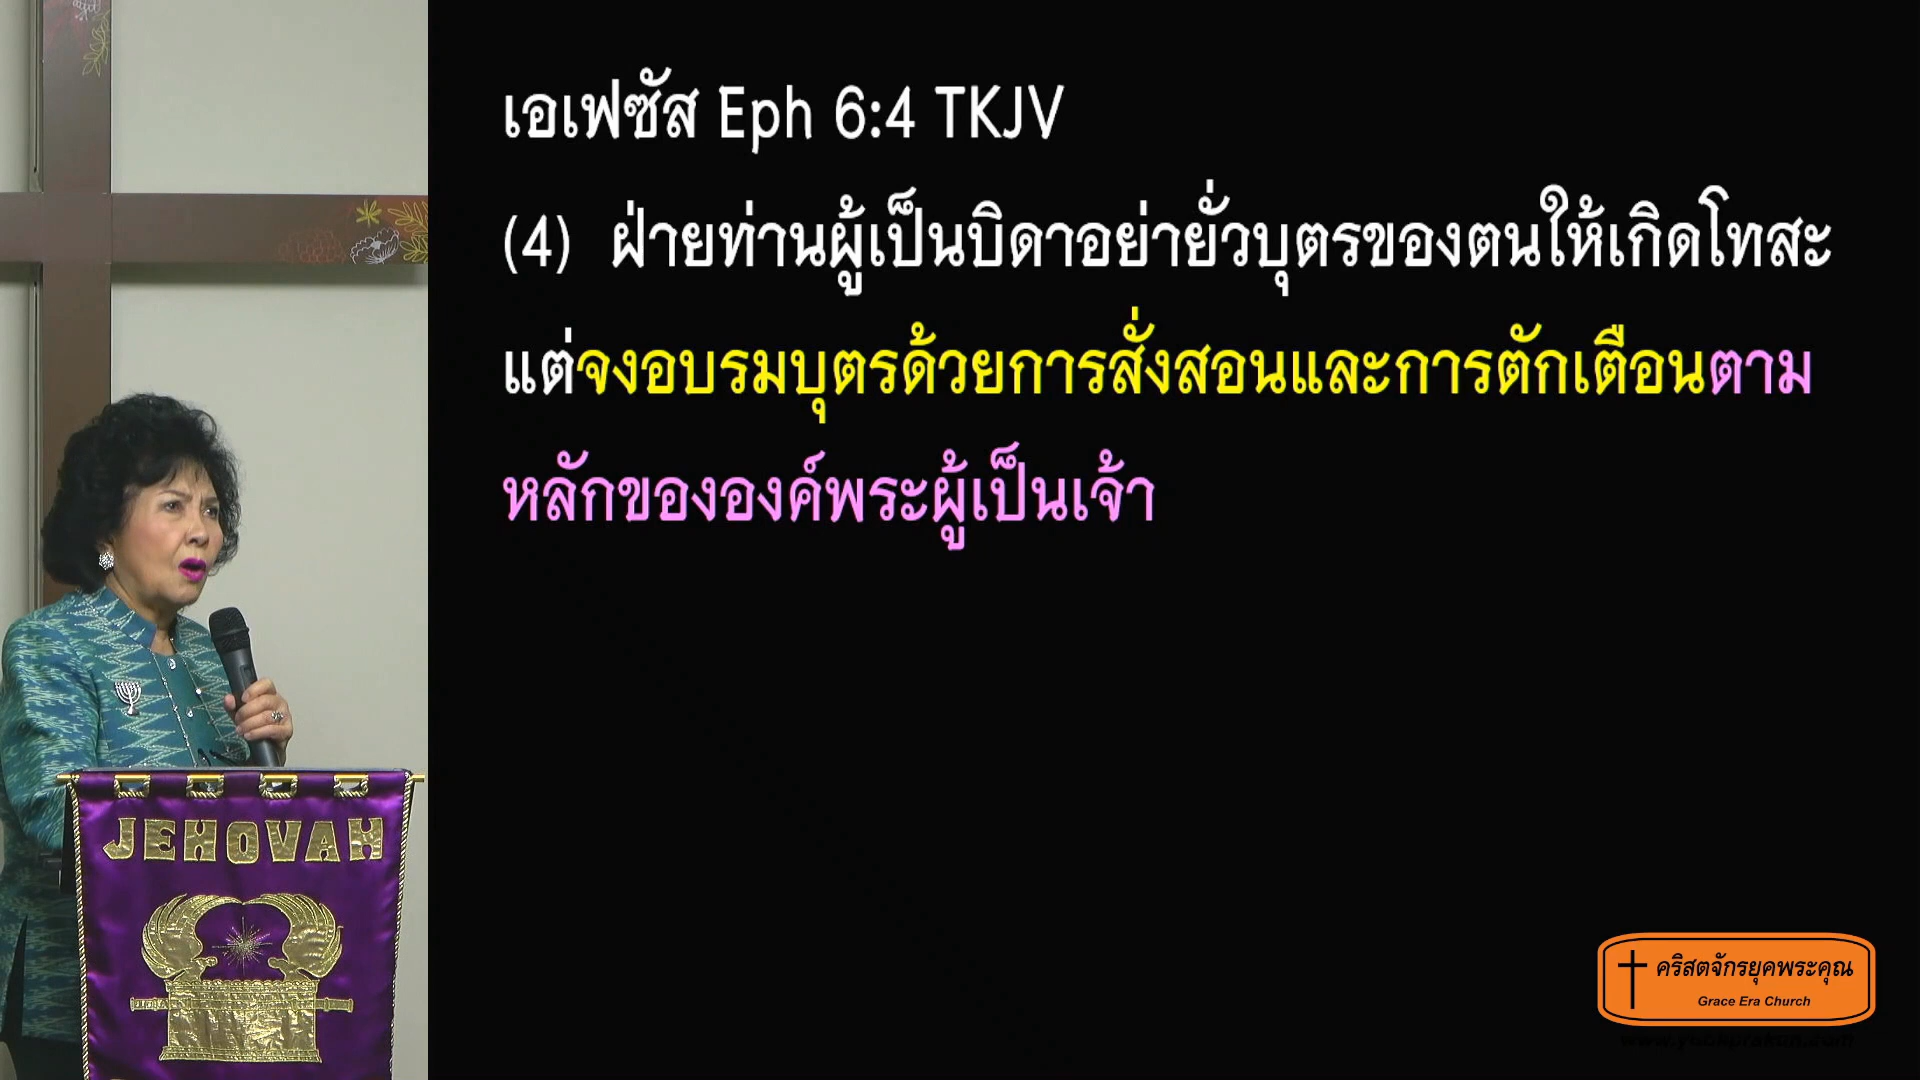 เอเฟซัส Eph 6:4 TKJV
(4) ฝ่ายท่านผู้เป็นบิดาอย่ายั่วบุตรของตนให้เกิดโทสะ
แต่จงอบรมบุตรด้วยการสั่งสอนและการตักเตือนตาม
หลักขององค์พระผู้เป็นเจ้า
JEHOVAH
คริสตจักรยุคพระคุณ
Grace Era Church